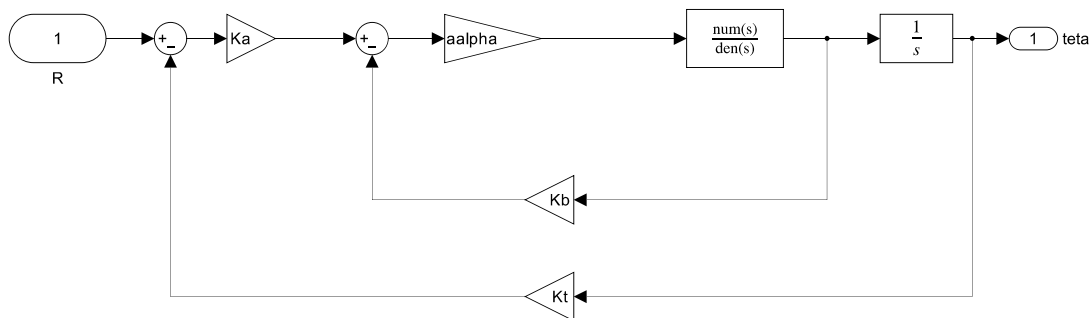 1
R
+
-
Ka
+
-
aalpha
num(s)
den(s)
1
s
1
teta
Kb
Kt